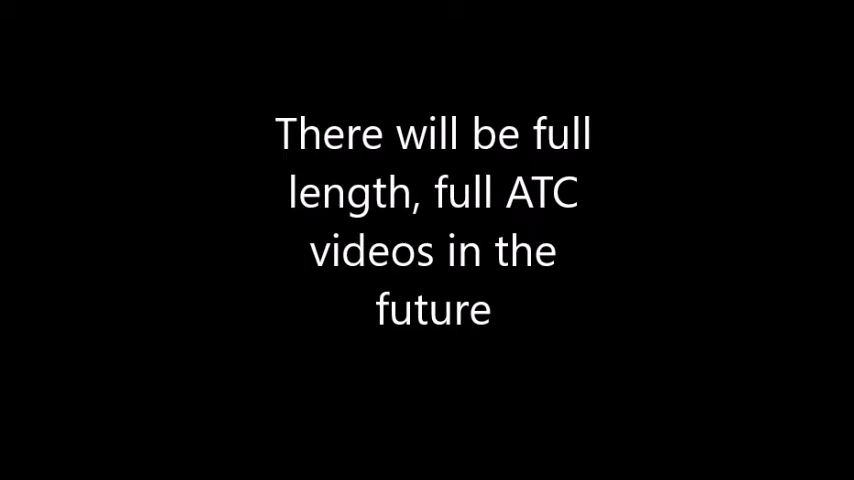 There will be full
length, full ATC
videos in the
future